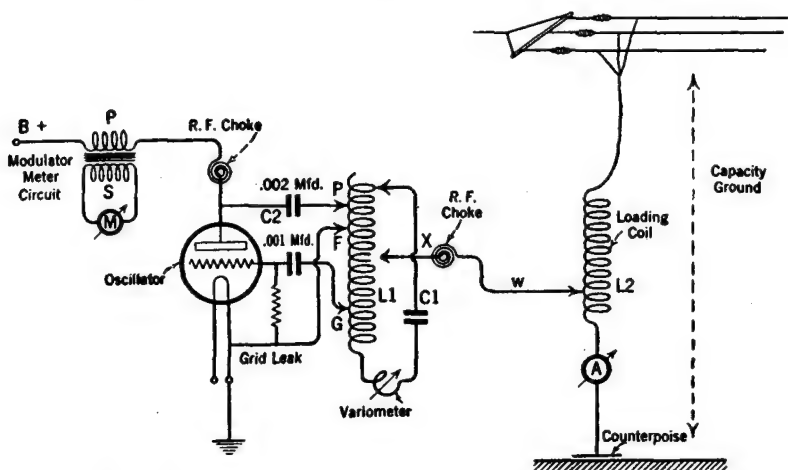 B +
P
Modulator
Meter
Circuit
S
M
R. F. Choke
.002 Mfd.
C2
P
.001 Mfd.
F
Oscillator
X
R. F.
Choke
L1
C1
G
Grid Leak
Variometer
W
Loading
Coil
L2
A
Capacity
Ground
Counterpoise